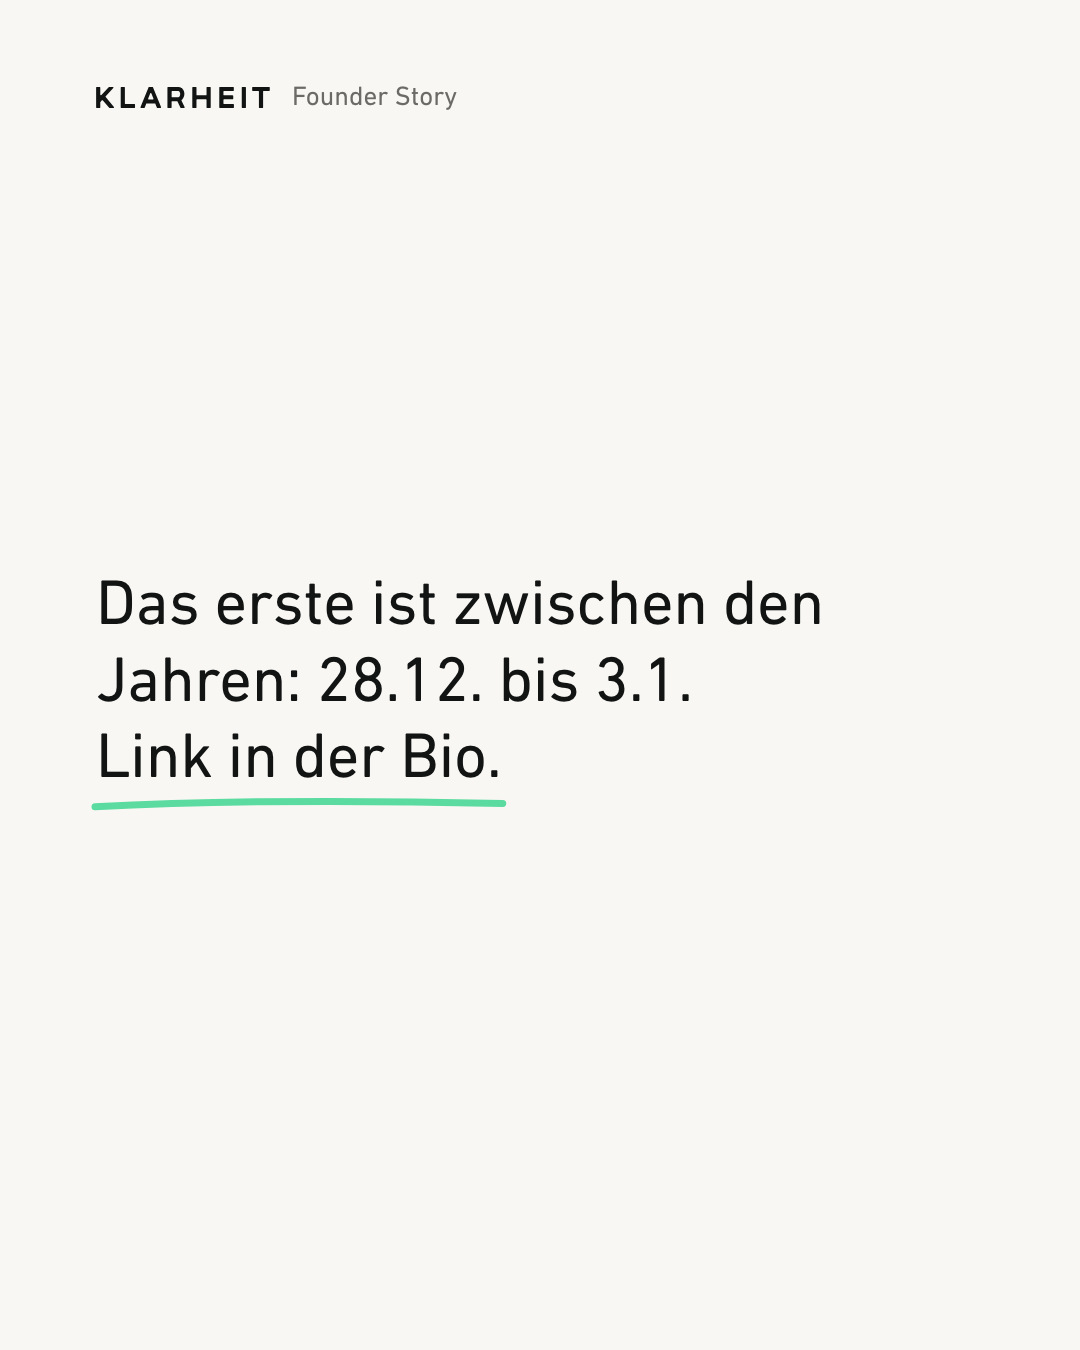 KLARHEIT Founder Story
Das erste ist zwischen den
Jahren: 28.12. bis 3.1.
Link in der Bio.